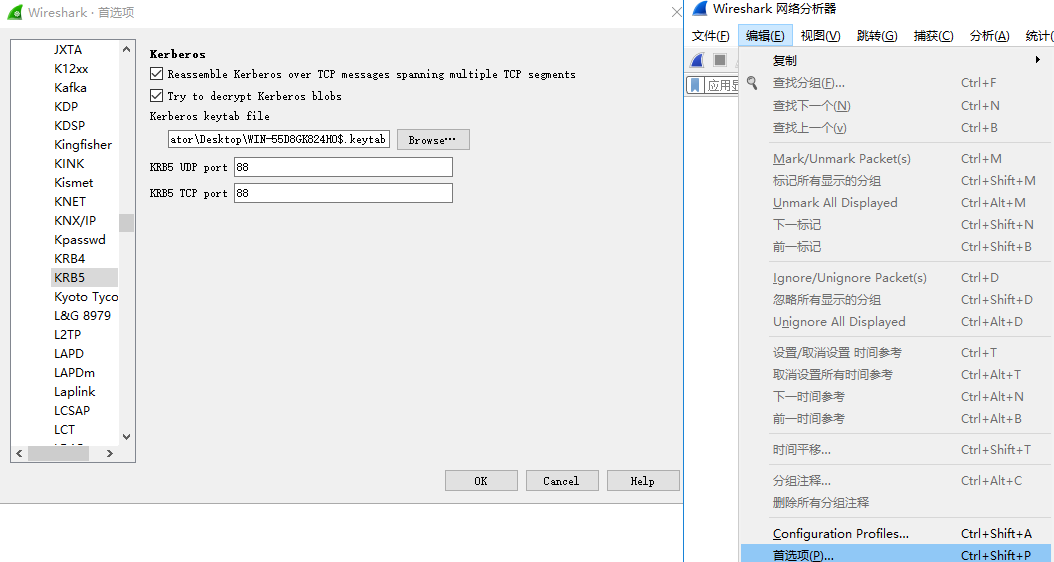 Wireshark · 首选项
JXTA
K12xx
Kafka
KDP
KDSP
Kingfisher
KINK
Kismet
KNET
KNX/IP
Kpasswd
KRB4
KRB5
Kyoto Tyco
L&G 8979
L2TP
LAPD
LAPDm
Laplink
LCSAP
LCT
Kerberos
Reassemble Kerberos over TCP messages spanning multiple TCP segments
Try to decrypt Kerberos blobs
Kerberos keytab file
ator\Desktop\WIN-55D8GK824HO$.keytab Browse…
KRB5 UDP port 88
KRB5 TCP port 88
OK Cancel Help
Wireshark 网络分析器
文件(F) 编辑(E) 视图(V) 跳转(G) 捕获(C) 分析(A) 统计(
应用显
复制
查找分组(F)... Ctrl+F
查找下一个(N) Ctrl+N
查找上一个(v) Ctrl+B
Mark/Unmark Packet(s) Ctrl+M
标记所有显示的分组 Ctrl+Shift+M
Unmark All Displayed Ctrl+Alt+M
下一标记 Ctrl+Shift+N
前一标记 Ctrl+Shift+B
Ignore/Unignore Packet(s) Ctrl+D
忽略所有显示的分组 Ctrl+Shift+D
Unignore All Displayed Ctrl+Alt+D
设置/取消设置 时间参考 Ctrl+T
取消设置所有时间参考 Ctrl+Alt+T
下一时间参考 Ctrl+Alt+N
前一时间参考 Ctrl+Alt+B
时间平移... Ctrl+Shift+T
分组注释... Ctrl+Alt+C
删除所有分组注释
Configuration Profiles... Ctrl+Shift+A
首选项(P)... Ctrl+Shift+P